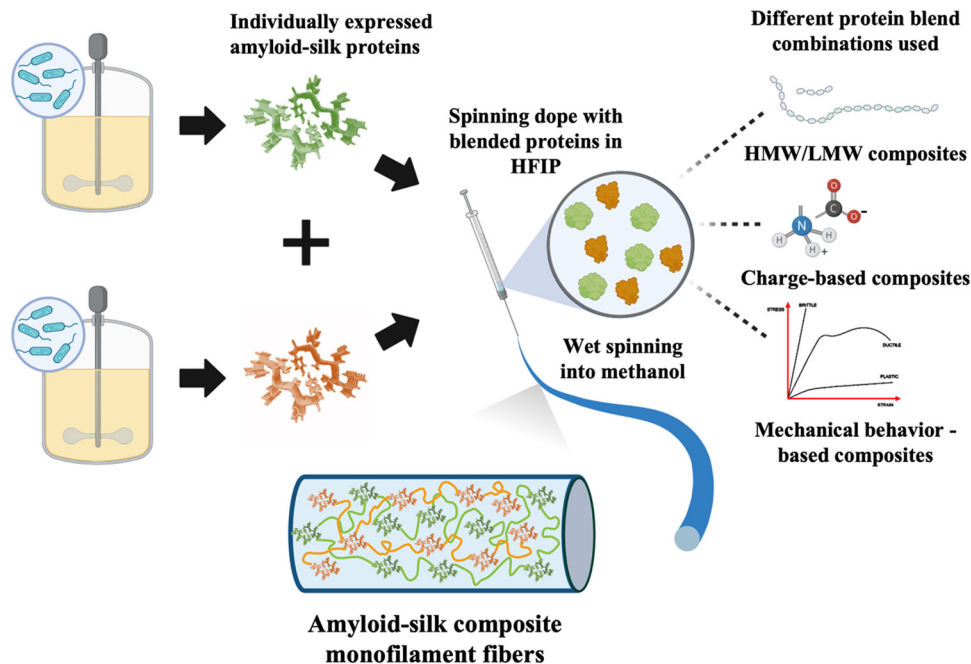 Individually expressed
amyloid-silk proteins
Spinning dope with
blended proteins in
HFIP
Different protein blend
combinations used
HMW/LMW composites
O
C
O
-
N
H
H
H
+
Charge-based composites
STRESS
BRITTLE
DUCTILE
PLASTIC
STRAIN
Mechanical behavior -
based composites
Wet spinning
into methanol
Amyloid-silk composite
monofilament fibers